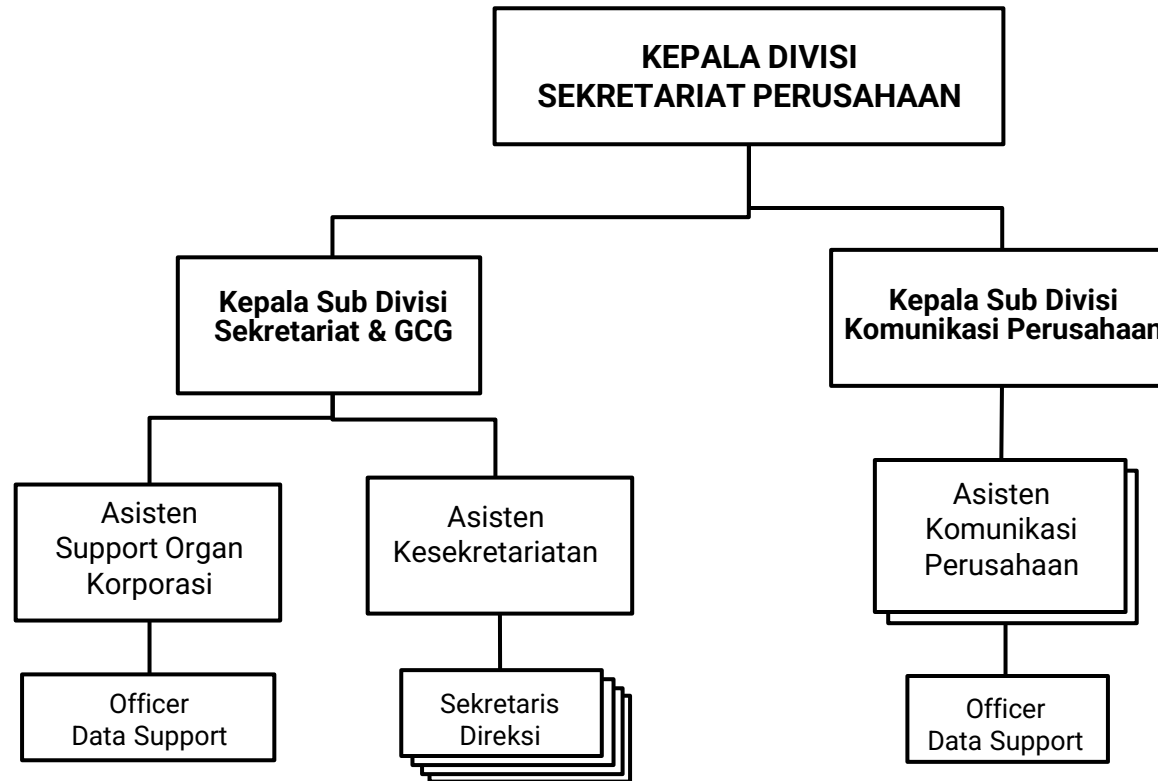 KEPALA DIVISI
SEKRETARIAT PERUSAHAAN
Kepala Sub Divisi
Sekretariat & GCG
Kepala Sub Divisi
Komunikasi Perusahaan
Asisten
Support Organ
Korporasi
Asisten
Kesekretariatan
Asisten
Komunikasi
Perusahaan
Officer
Data Support
Sekretaris
Direksi
Officer
Data Support